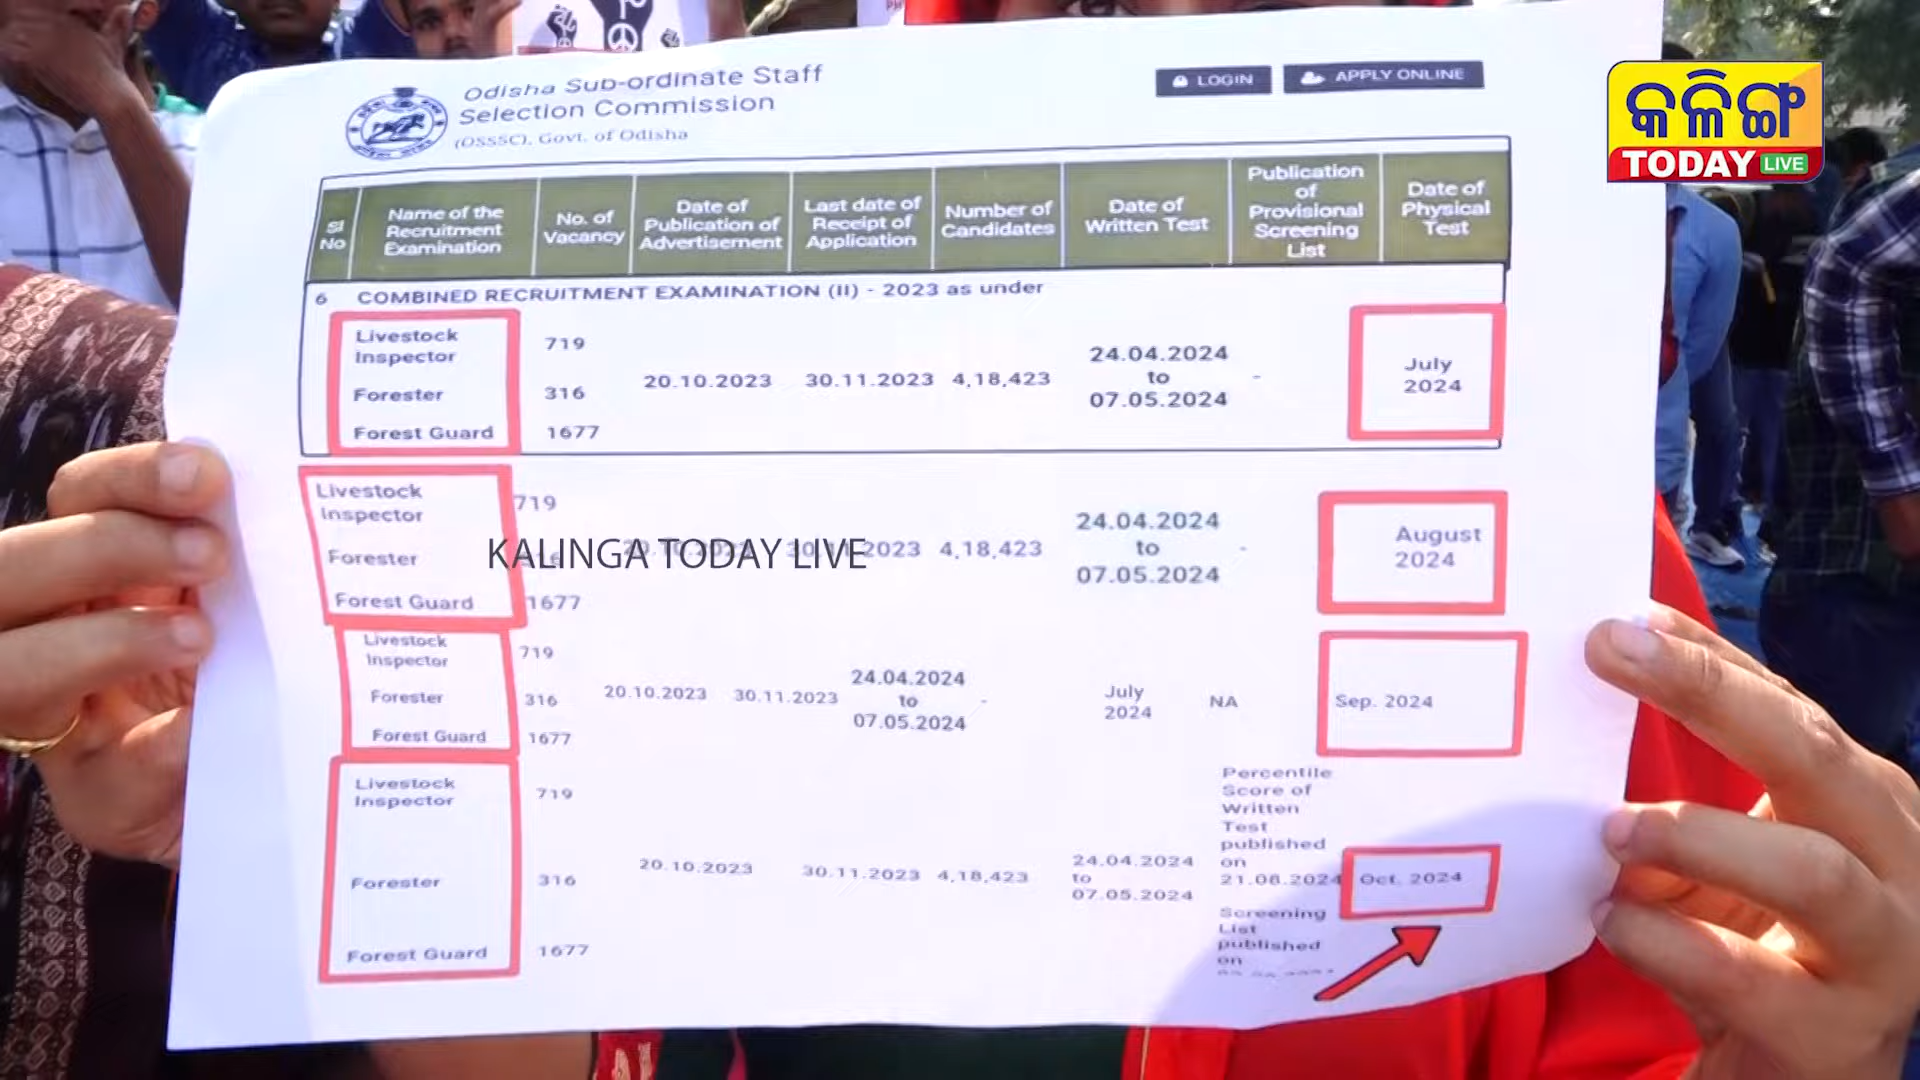 Odisha Sub-ordinate Staff
Selection Commission
(OSSSC), Govt. of Odisha
LOGIN
APPLY ONLINE
କଳିଙ୍ଗ
TODAY LIVE
Sl No
Name of the Recruitment Examination
No. of Vacancy
Date of Publication of Advertisement
Last date of Receipt of Application
Number of Candidates
Date of Written Test
Publication of Provisional Screening List
Date of Physical Test
6 COMBINED RECRUITMENT EXAMINATION (II) - 2023 as under
Livestock Inspector 719
Forester 316 20.10.2023 30.11.2023 4,18,423 24.04.2024 to 07.05.2024 - July 2024
Forest Guard 1677
Livestock Inspector 719
Forester 316 20.10.2023 30.11.2023 4,18,423 24.04.2024 to 07.05.2024 - August 2024
KALINGA TODAY LIVE
Forest Guard 1677
Livestock Inspector 719
Forester 316 20.10.2023 30.11.2023 24.04.2024 to 07.05.2024 - July 2024 NA Sep. 2024
Forest Guard 1677
Livestock Inspector 719
Forester 316 20.10.2023 30.11.2023 4,18,423 24.04.2024 to 07.05.2024
Percentile Score of Written Test published on 21.08.2024
Oct. 2024
Screening List published on
Forest Guard 1677